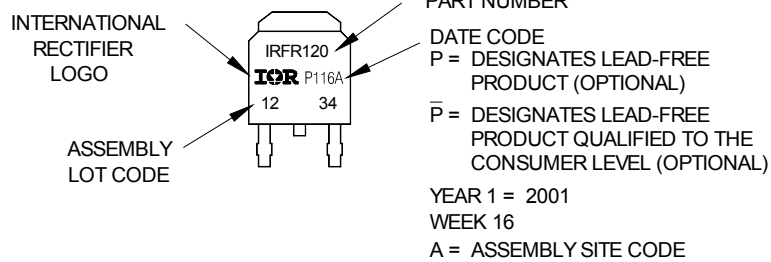 PART NUMBER
INTERNATIONAL
RECTIFIER
LOGO
IRFR120
IOR P116A
12 34
ASSEMBLY
LOT CODE
DATE CODE
P = DESIGNATES LEAD-FREE
PRODUCT (OPTIONAL)
P̅ = DESIGNATES LEAD-FREE
PRODUCT QUALIFIED TO THE
CONSUMER LEVEL (OPTIONAL)
YEAR 1 = 2001
WEEK 16
A = ASSEMBLY SITE CODE